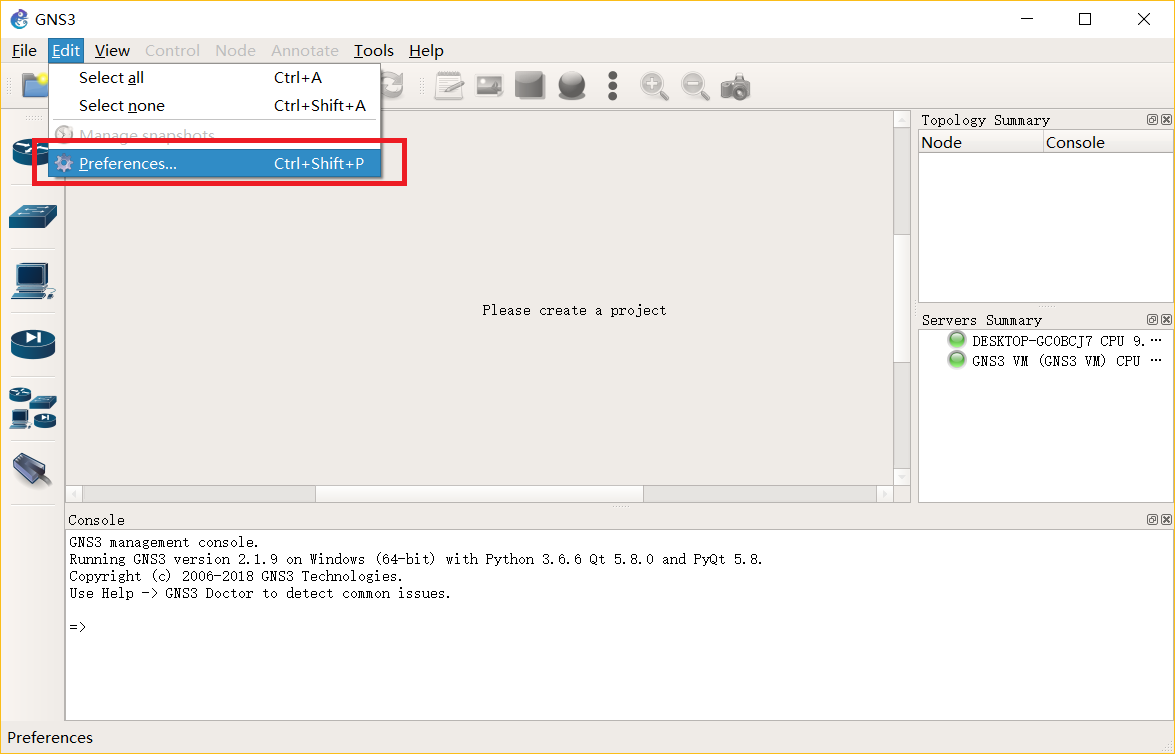 GNS3
File Edit View Control Node Annotate Tools Help
Select all Ctrl+A
Select none Ctrl+Shift+A
Manage snapshots
Preferences... Ctrl+Shift+P
Please create a project
Topology Summary
Node Console
Servers Summary
DESKTOP-GC0BCJ7 CPU 9. ...
GNS3 VM (GNS3 VM) CPU ...
Console
GNS3 management console.
Running GNS3 version 2.1.9 on Windows (64-bit) with Python 3.6.6 Qt 5.8.0 and PyQt 5.8.
Copyright (c) 2006-2018 GNS3 Technologies.
Use Help -> GNS3 Doctor to detect common issues.
=>
Preferences